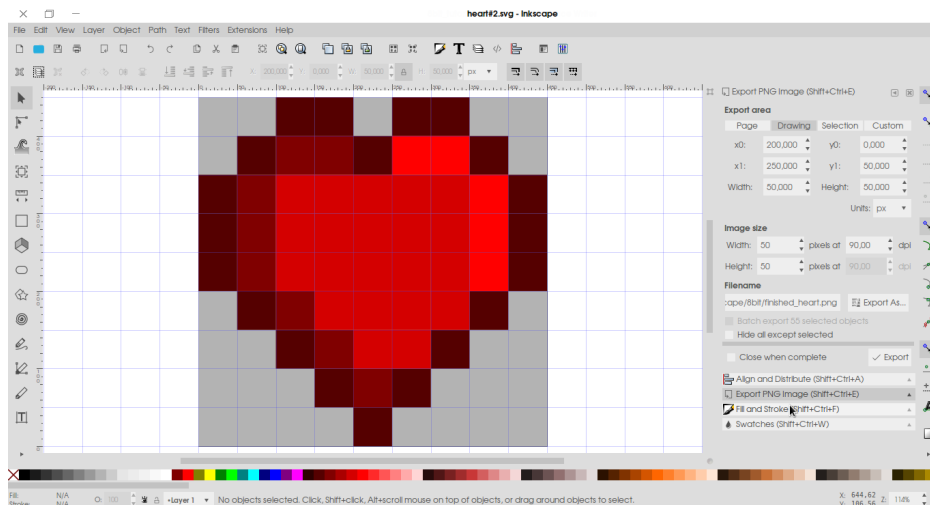 heart#2.svg - Inkscape
File Edit View Layer Object Path Text Filters Extensions Help
X: 200,000 Y: 0,000 W: 50,000 H: 50,000 px
Export PNG Image (Shift+Ctrl+E)
Export area
Page Drawing Selection Custom
x0: 200,000 y0: 0,000
x1: 250,000 y1: 50,000
Width: 50,000 Height: 50,000
Units: px
Image size
Width: 50 pixels at 90,00 dpi
Height: 50 pixels at 90,00 dpi
Filename
:ape/8bit/finished_heart.png Export As...
Batch export 55 selected objects
Hide all except selected
Close when complete Export
Align and Distribute (Shift+Ctrl+A)
Export PNG Image (Shift+Ctrl+E)
Fill and Stroke (Shift+Ctrl+F)
Swatches (Shift+Ctrl+W)
Fill: N/A
Stroke: N/A
O: 100
Layer 1
No objects selected. Click, Shift+click, Alt+scroll mouse on top of objects, or drag around objects to select.
X: 644,62
Y: 106,56
Z: 114%